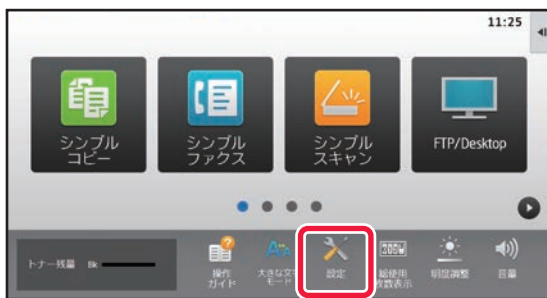 11:25
シンプル
コピー
シンプル
ファクス
シンプル
スキャン
FTP/Desktop
トナー残量 Bk
操作
ガイド
大きな文字
モード
設定
総使用
枚数表示
明度調整
音量